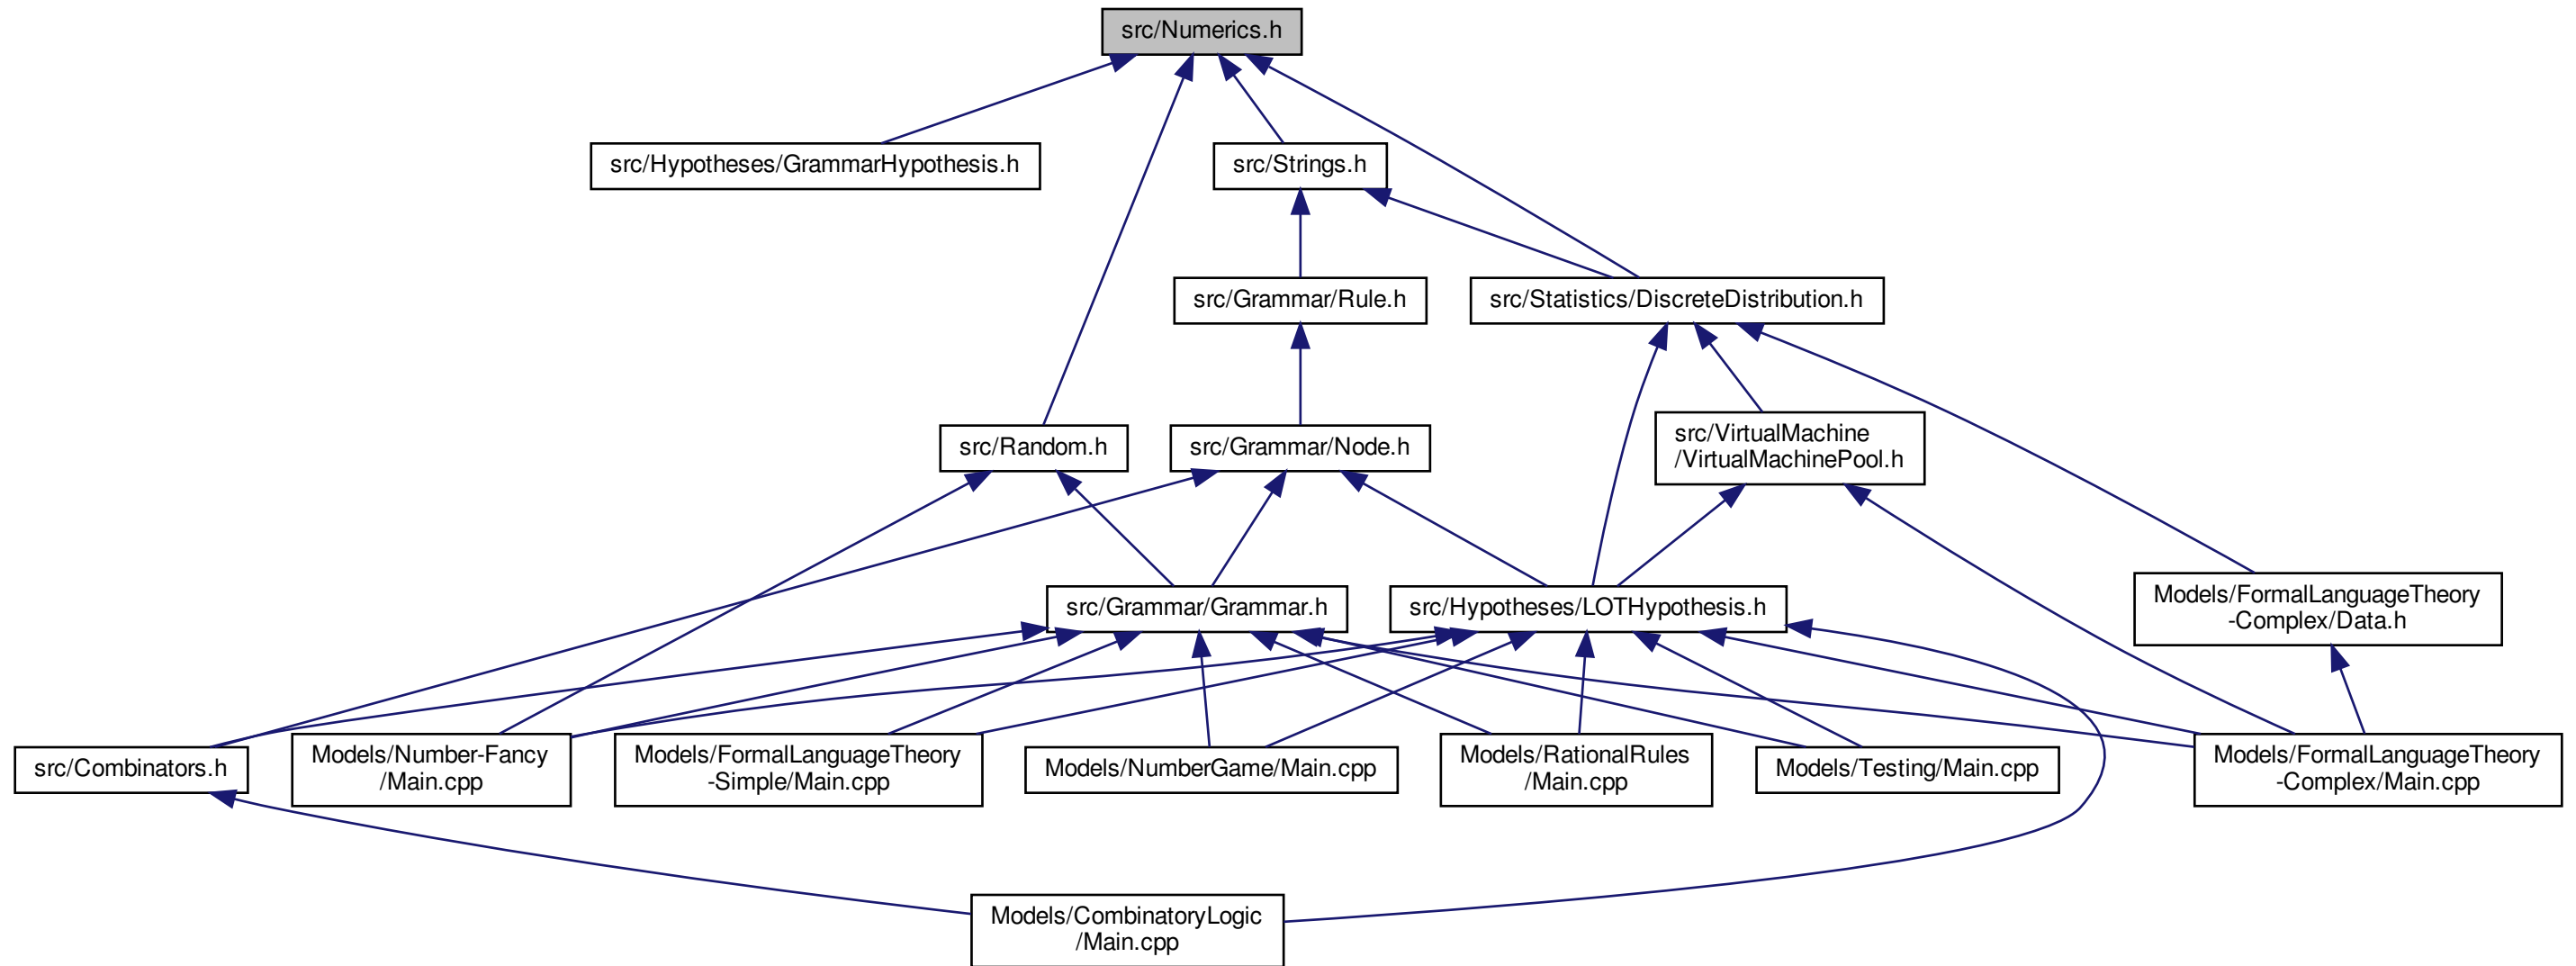 src/Numerics.h
src/Hypotheses/GrammarHypothesis.h
src/Strings.h
src/Grammar/Rule.h
src/Statistics/DiscreteDistribution.h
src/Random.h
src/Grammar/Node.h
src/VirtualMachine
/VirtualMachinePool.h
src/Grammar/Grammar.h
src/Hypotheses/LOTHypothesis.h
Models/FormalLanguageTheory
-Complex/Data.h
src/Combinators.h
Models/Number-Fancy
/Main.cpp
Models/FormalLanguageTheory
-Simple/Main.cpp
Models/NumberGame/Main.cpp
Models/RationalRules
/Main.cpp
Models/Testing/Main.cpp
Models/FormalLanguageTheory
-Complex/Main.cpp
Models/CombinatoryLogic
/Main.cpp